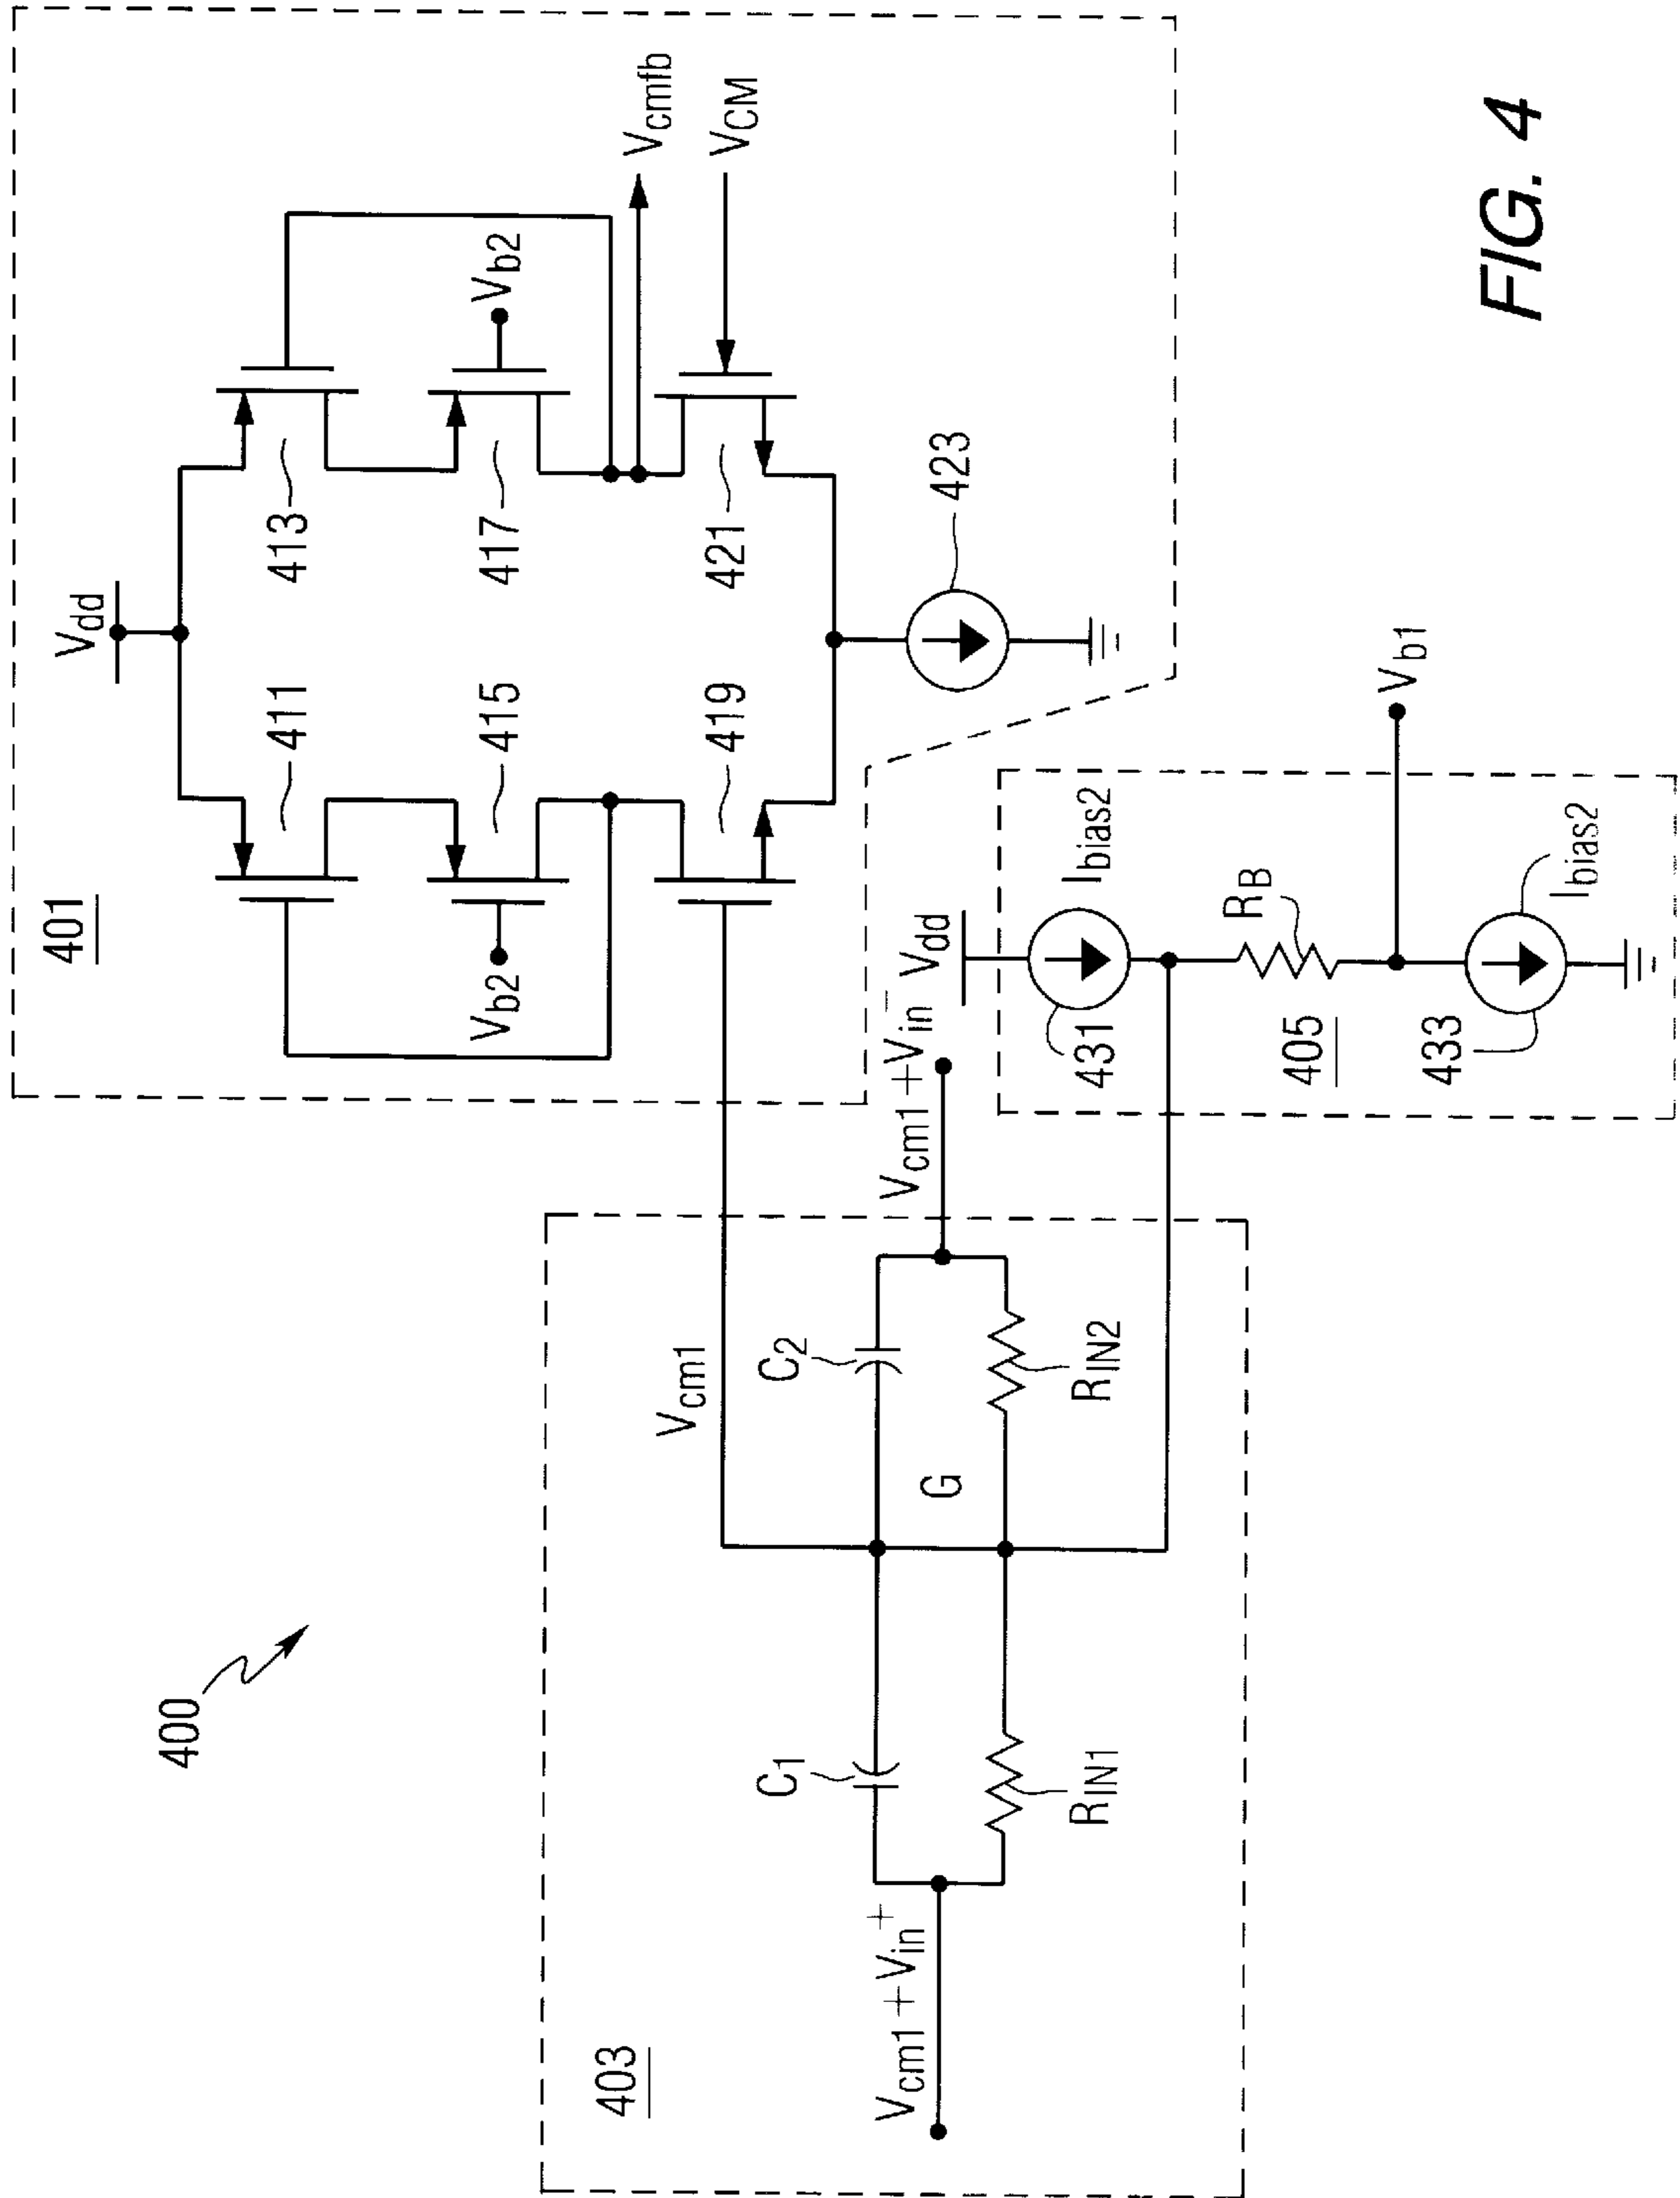 400
401
Vdd
411
413
Vb2
415
417
Vb2
419
421
Vcmfb
VCM
423
403
Vcm1
C1
C2
G
RIN1
RIN2
Vcm1+Vin+
Vcm1+Vin-
Vdd
431
Ibias2
405
RB
Vb1
433
Ibias2
FIG. 4